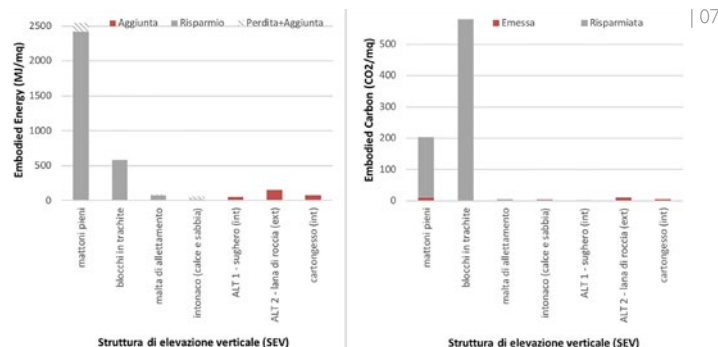 | 07
Aggiunta Risparmio Perdita+Aggiunta
Embodied Energy (MJ/mq)
2500
2000
1500
1000
500
0
mattoni pieni
blocchi in trachite
malta di allettamento
intonaco (calce e sabbia)
ALT 1 - sughero (int)
ALT 2 - lana di roccia (ext)
cartongesso (int)
Struttura di elevazione verticale (SEV)
Emessa Risparmiata
Embodied Carbon (CO2/mq)
500
400
300
200
100
0
mattoni pieni
blocchi in trachite
malta di allettamento
intonaco (calce e sabbia)
ALT 1 - sughero (int)
ALT 2 - lana di roccia (ext)
cartongesso (int)
Struttura di elevazione verticale (SEV)